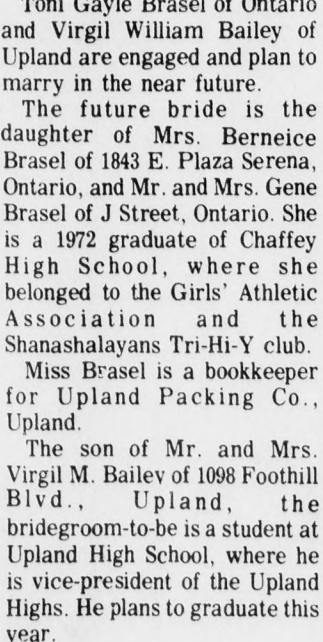 Toni Gayle Brasel of Ontario
and Virgil William Bailey of
Upland are engaged and plan to
marry in the near future.
The future bride is the
daughter of Mrs. Berneice
Brasel of 1843 E. Plaza Serena,
Ontario, and Mr. and Mrs. Gene
Brasel of J Street, Ontario. She
is a 1972 graduate of Chaffey
High School, where she
belonged to the Girls' Athletic
Association and the
Shanashalayans Tri-Hi-Y club.
Miss Brasel is a bookkeeper
for Upland Packing Co.,
Upland.
The son of Mr. and Mrs.
Virgil M. Bailey of 1098 Foothill
Blvd., Upland, the
bridegroom-to-be is a student at
Upland High School, where he
is vice-president of the Upland
Highs. He plans to graduate this
year.